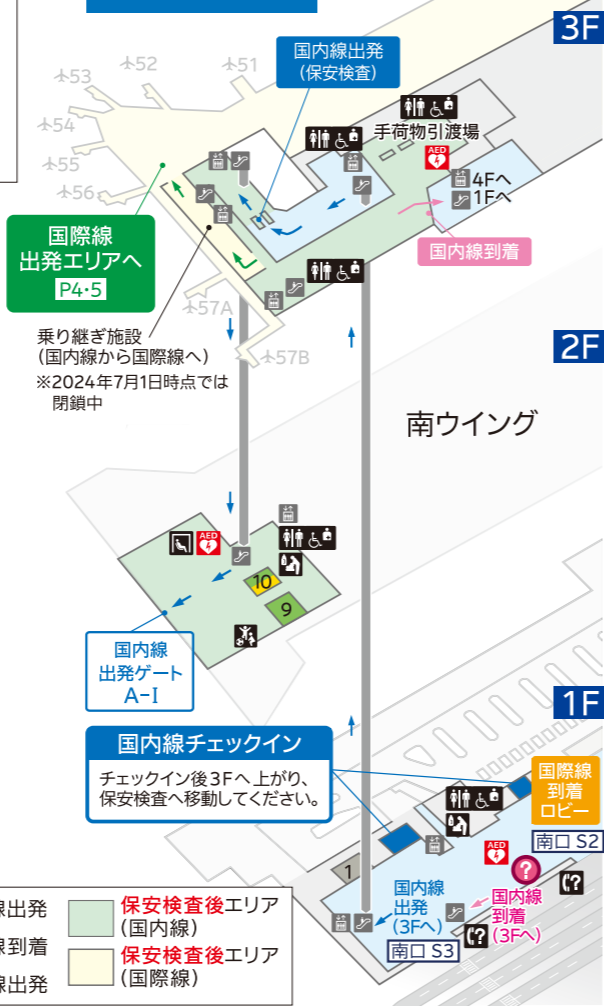 3F
52
51
53
54
55
56
57A
57B
国内線出発
(保安検査)
手荷物引渡場
AED
4Fへ
1Fへ
国内線到着
国際線
出発エリアへ
P4・5
乗り継ぎ施設
(国内線から国際線へ)
※2024年7月1日時点では
閉鎖中
2F
南ウイング
AED
10
9
国内線
出発ゲート
A-I
1F
国内線チェックイン
チェックイン後3Fへ上がり、
保安検査へ移動してください。
国際線
到着
ロビー
南口 S2
AED
?
?
1
国内線
出発
(3Fへ)
国内線
到着
(3Fへ)
?
南口 S3
線出発
線到着
線出発
保安検査後エリア
(国内線)
保安検査後エリア
(国際線)